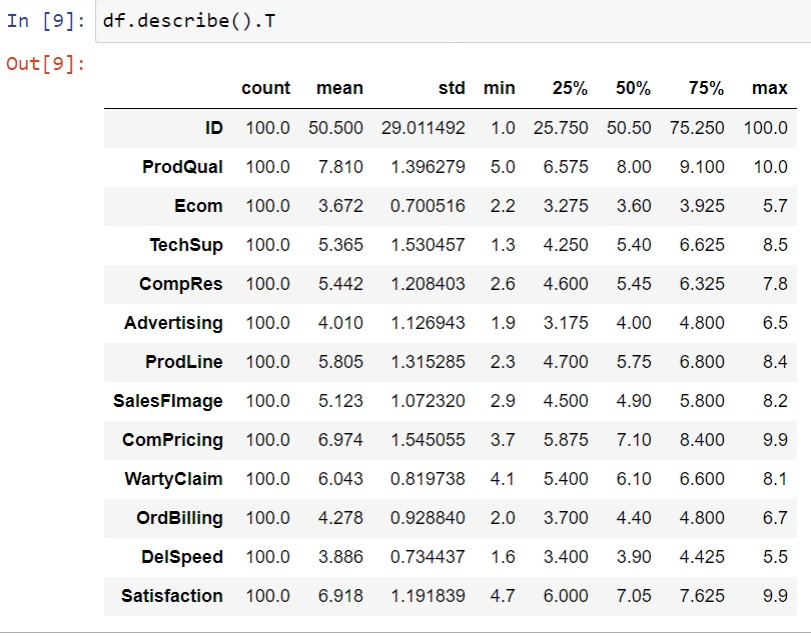 In [9]: df.describe().T
Out[9]:
count mean std min 25% 50% 75% max
ID 100.0 50.500 29.011492 1.0 25.750 50.50 75.250 100.0
ProdQual 100.0 7.810 1.396279 5.0 6.575 8.00 9.100 10.0
Ecom 100.0 3.672 0.700516 2.2 3.275 3.60 3.925 5.7
TechSup 100.0 5.365 1.530457 1.3 4.250 5.40 6.625 8.5
CompRes 100.0 5.442 1.208403 2.6 4.600 5.45 6.325 7.8
Advertising 100.0 4.010 1.126943 1.9 3.175 4.00 4.800 6.5
ProdLine 100.0 5.805 1.315285 2.3 4.700 5.75 6.800 8.4
SalesFImage 100.0 5.123 1.072320 2.9 4.500 4.90 5.800 8.2
ComPricing 100.0 6.974 1.545055 3.7 5.875 7.10 8.400 9.9
WartyClaim 100.0 6.043 0.819738 4.1 5.400 6.10 6.600 8.1
OrdBilling 100.0 4.278 0.928840 2.0 3.700 4.40 4.800 6.7
DelSpeed 100.0 3.886 0.734437 1.6 3.400 3.90 4.425 5.5
Satisfaction 100.0 6.918 1.191839 4.7 6.000 7.05 7.625 9.9